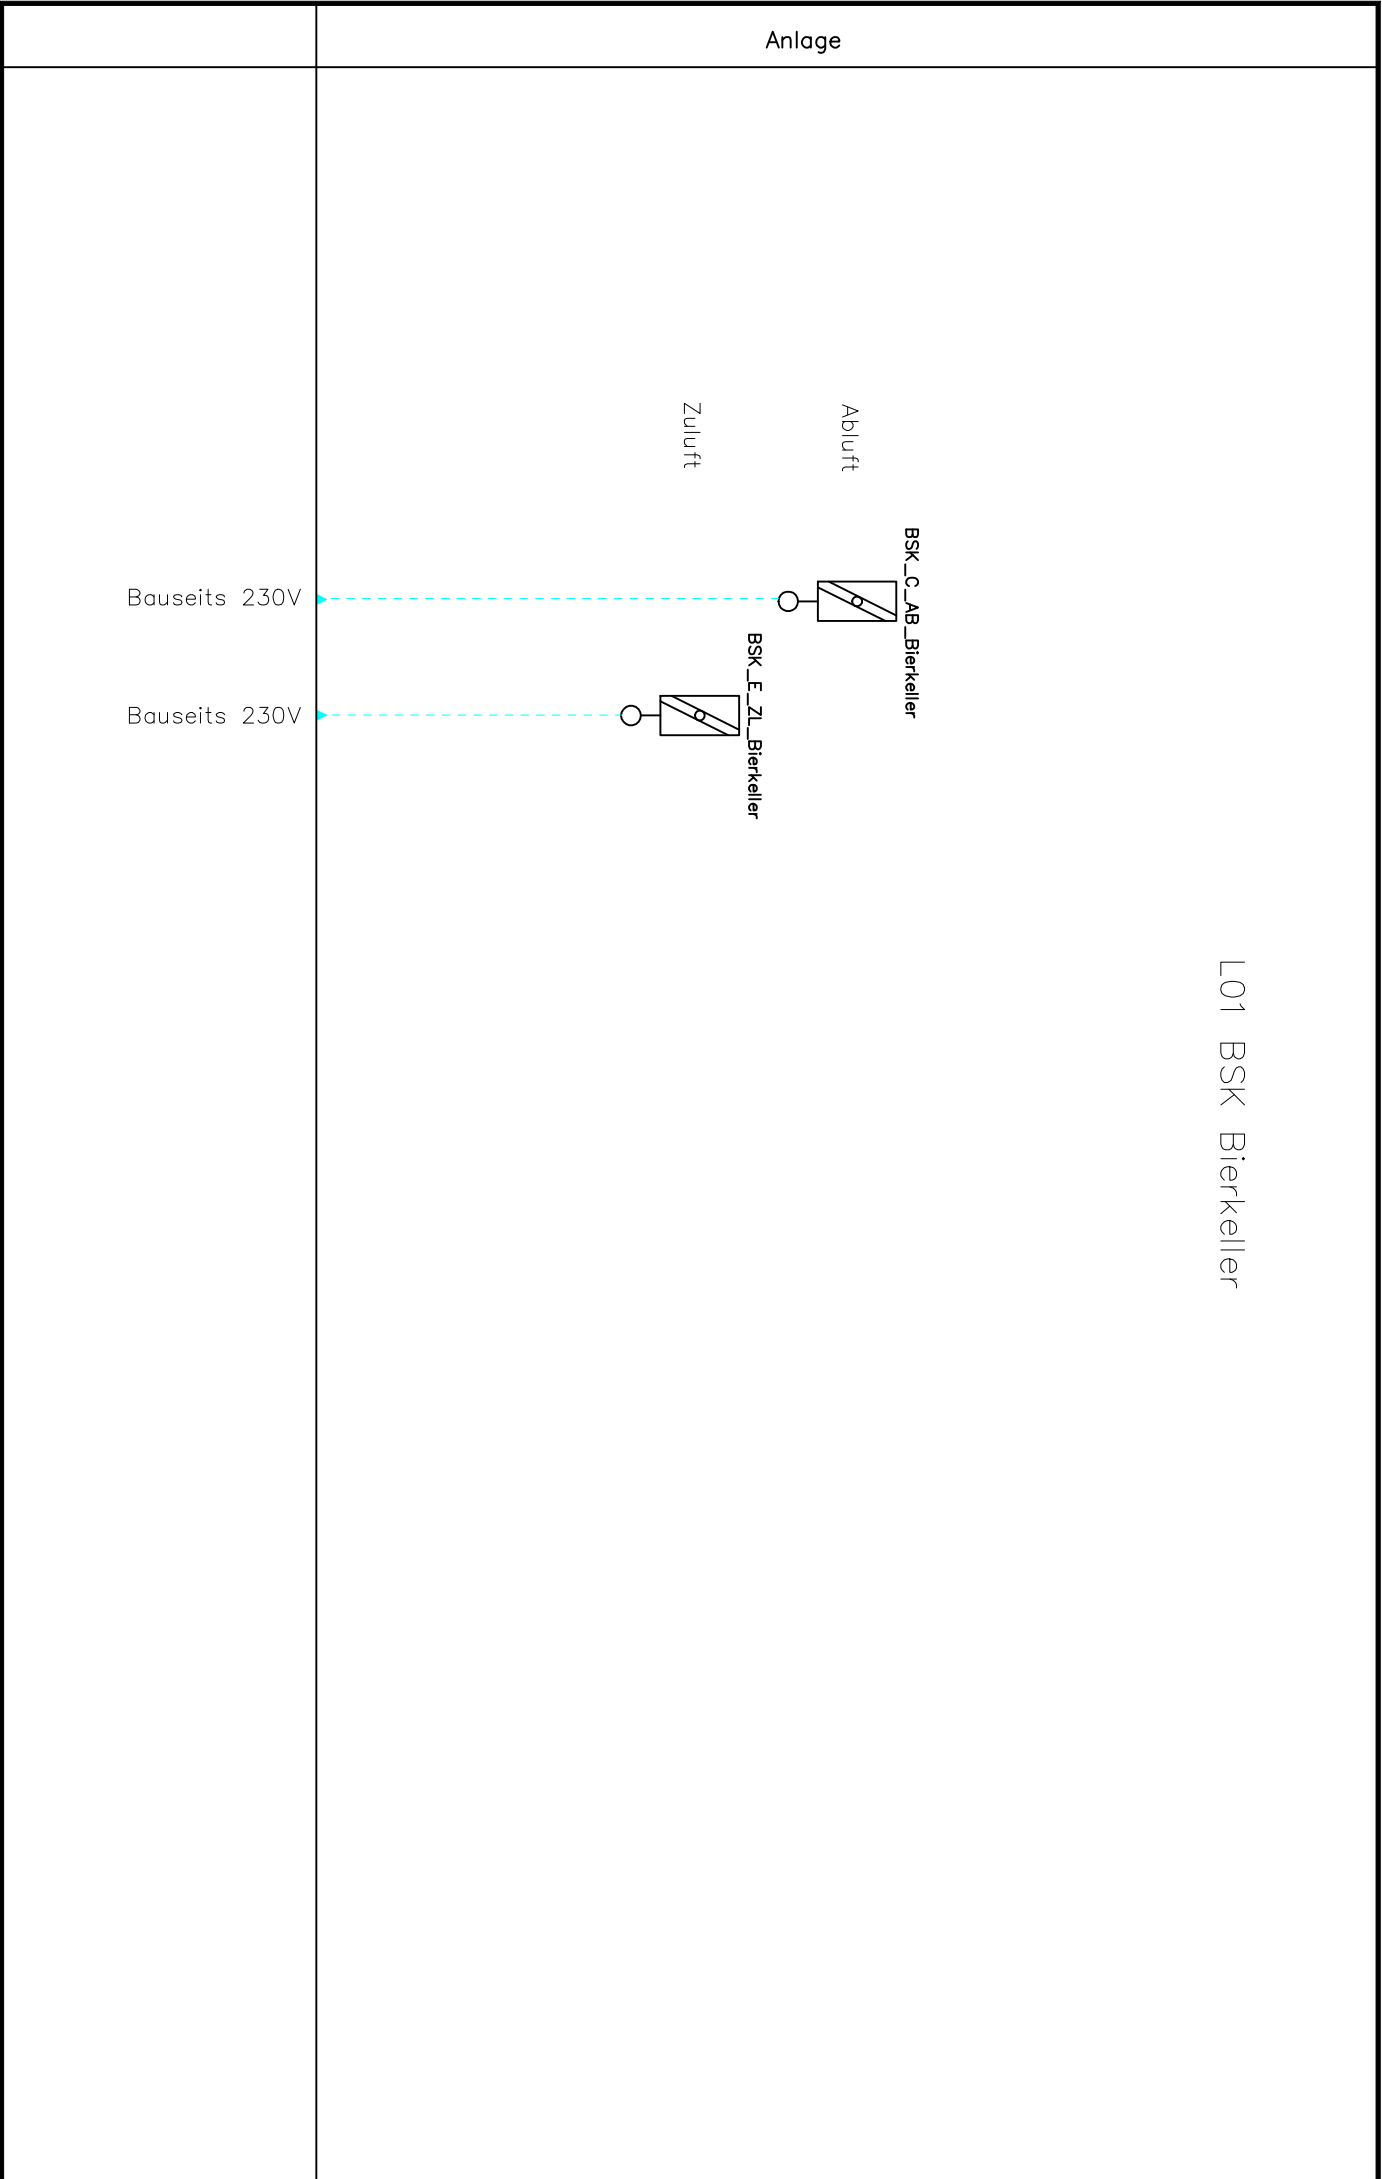 Anlage
L01 BSK Bierkeller
Abluft
BSK_C_AB_Bierkeller
Bauseits 230V
Zuluft
BSK_E_ZL_Bierkeller
Bauseits 230V